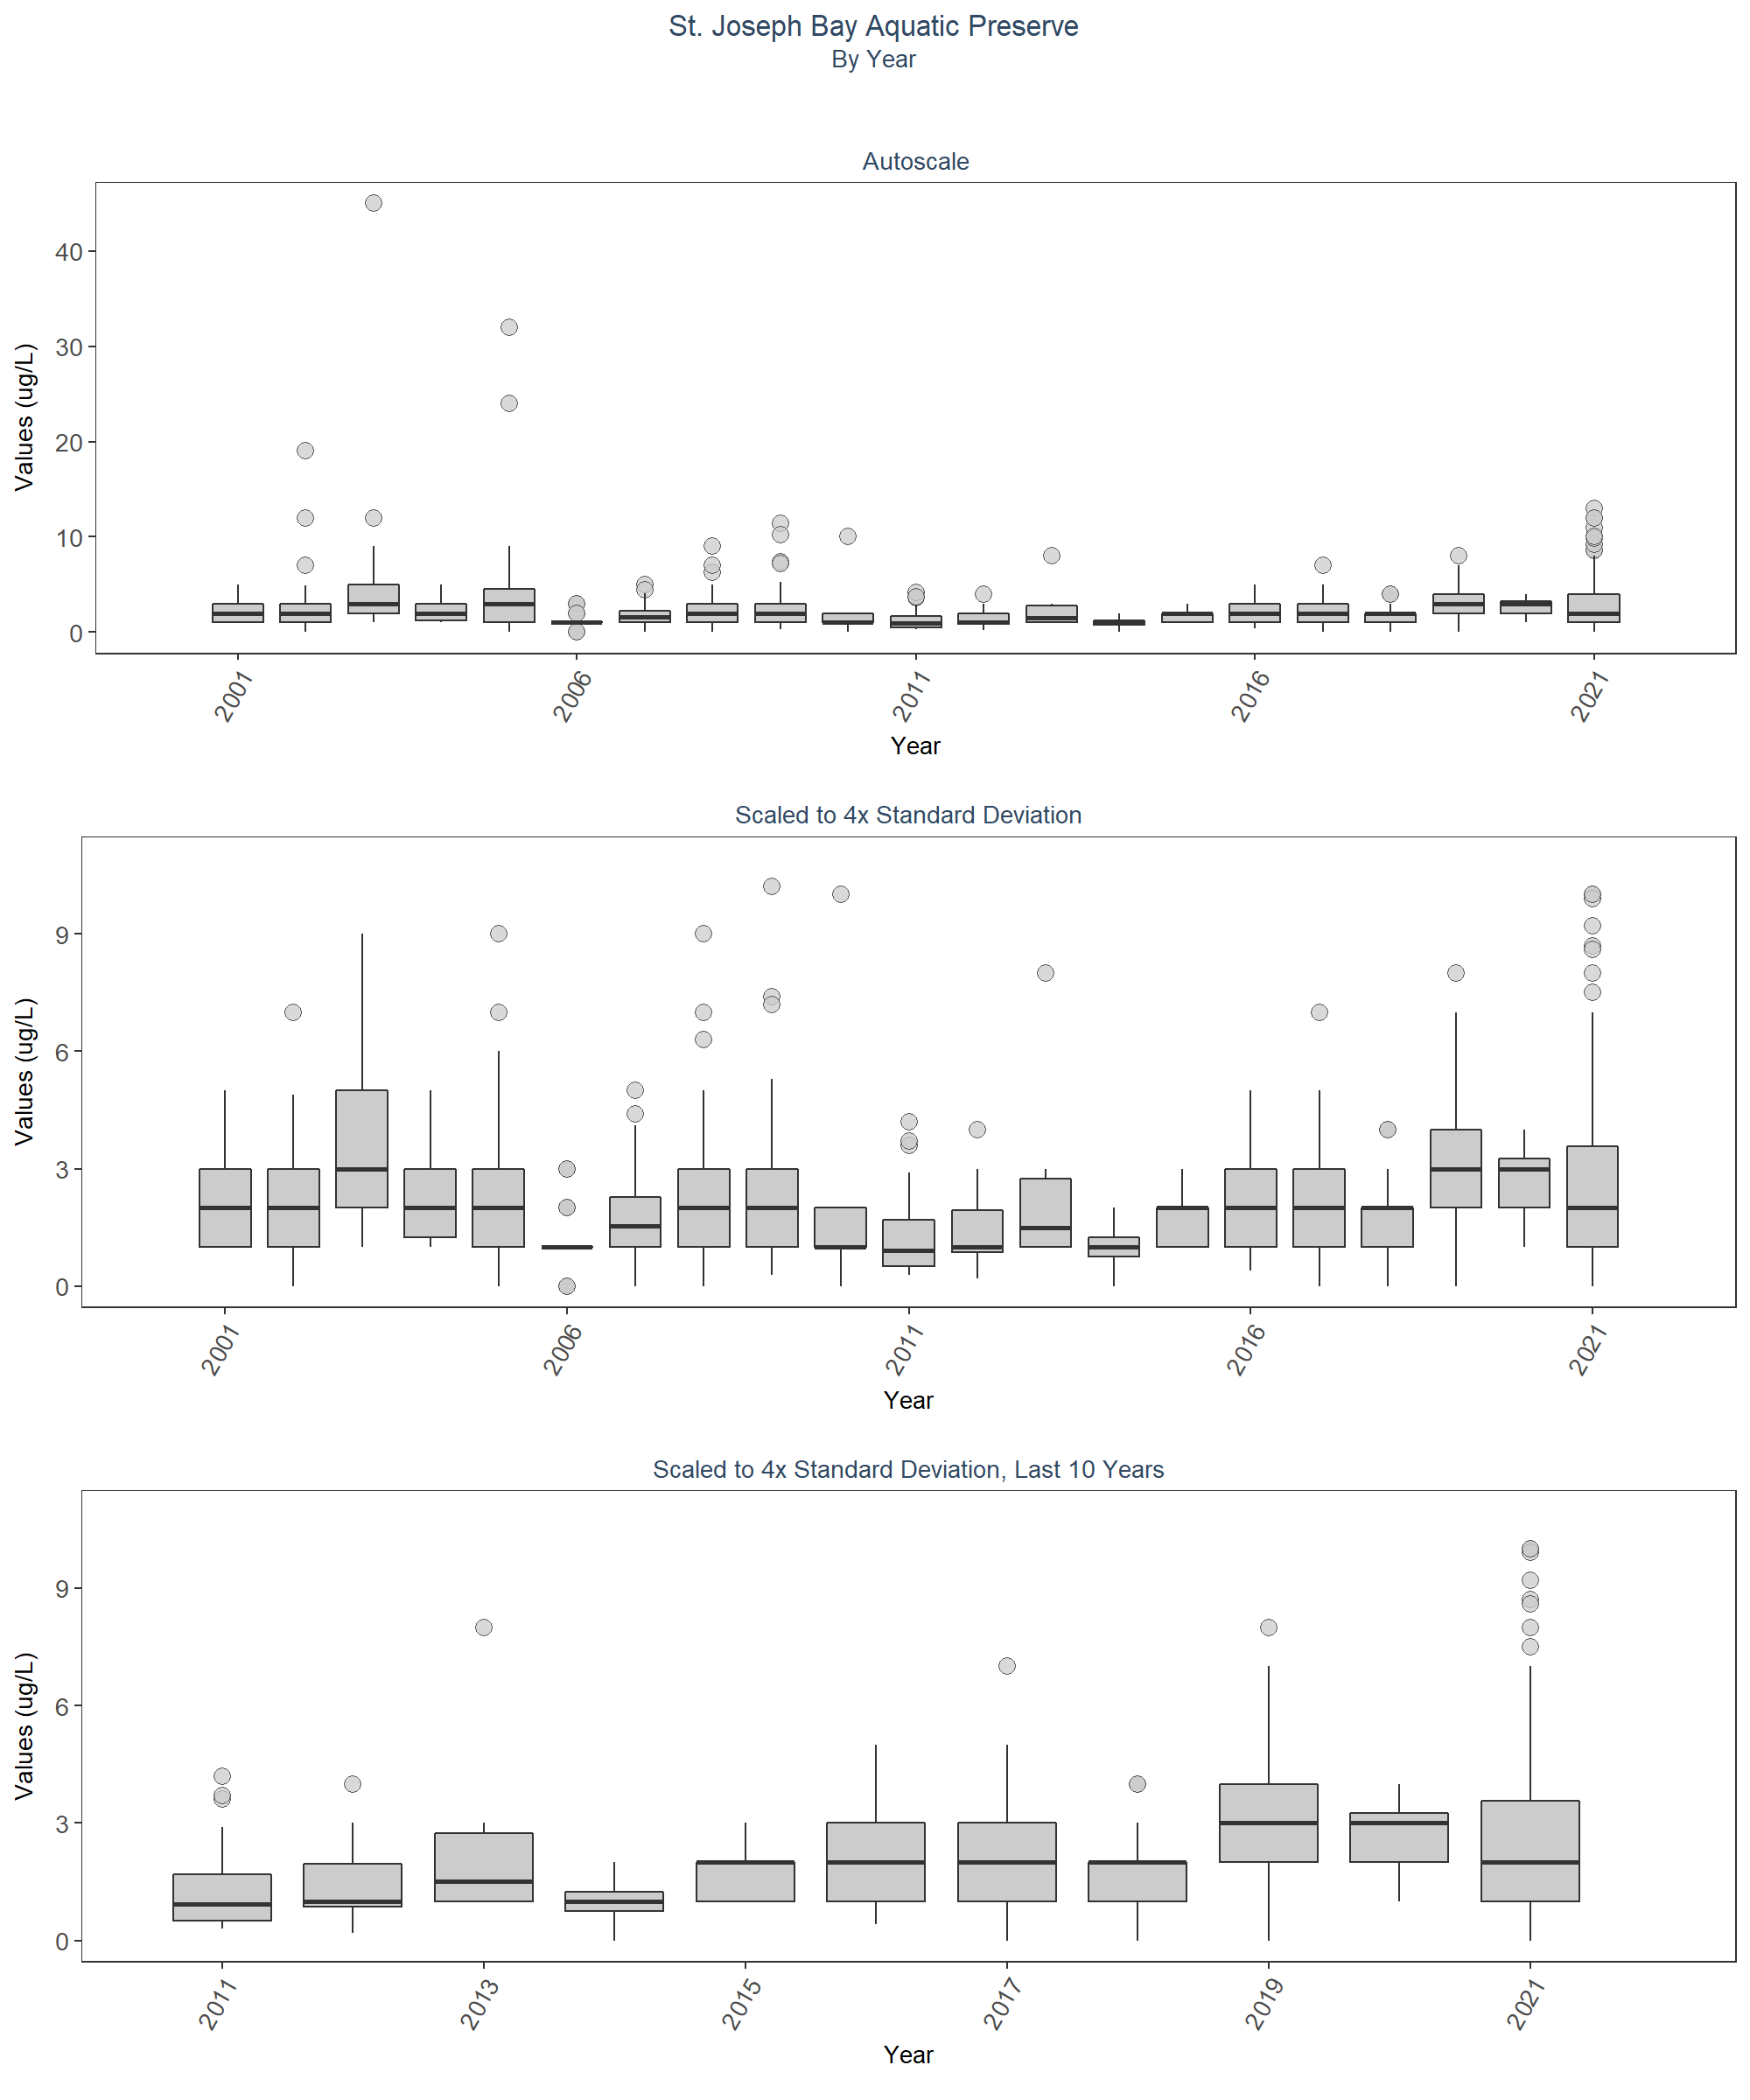 St. Joseph Bay Aquatic Preserve
By Year
Autoscale
Values (ug/L)
40
30
20
10
0
2001
2006
2011
2016
2021
Year
Scaled to 4x Standard Deviation
Values (ug/L)
9
6
3
0
2001
2006
2011
2016
2021
Year
Scaled to 4x Standard Deviation, Last 10 Years
Values (ug/L)
9
6
3
0
2011
2013
2015
2017
2019
2021
Year